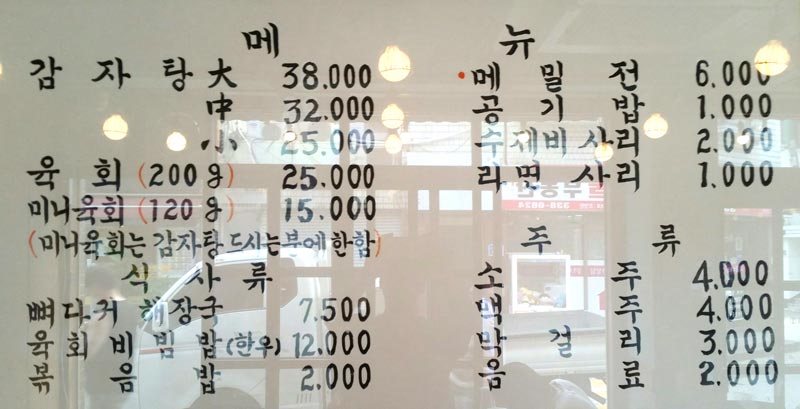 메 뉴
감 자 탕 大 38.000
中 32.000
小 25.000
육 회 (200g) 25.000
미니육회 (120g) 15.000
(미니육회는 감자탕 드시는 분에 한함)
식 사 류
뼈다귀 해장국 7.500
육회비빔밥(한우) 12.000
볶 음 밥 2.000
•메 밀 전 6.000
공 기 밥 1.000
수제비 사리 2.000
라면 사리 1.000
주 류
소 주 4.000
맥 주 4.000
막 걸 리 3.000
음 료 2.000